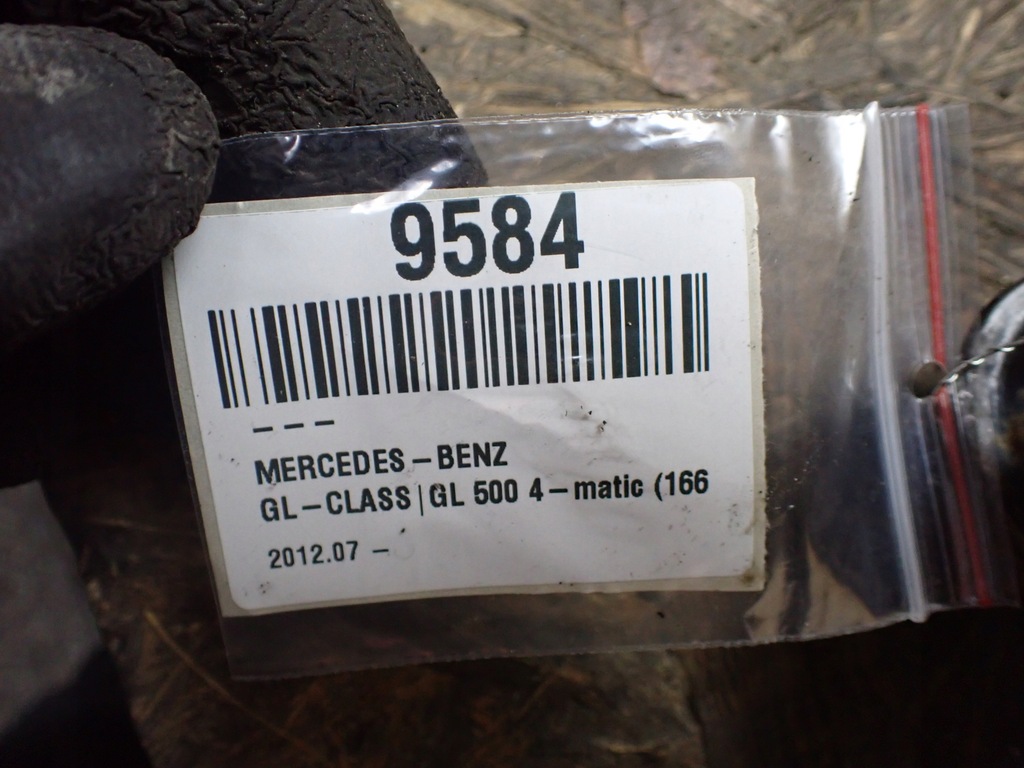 9584
– – –
MERCEDES – BENZ
GL – CLASS | GL 500 4 – matic (166
2012.07 –